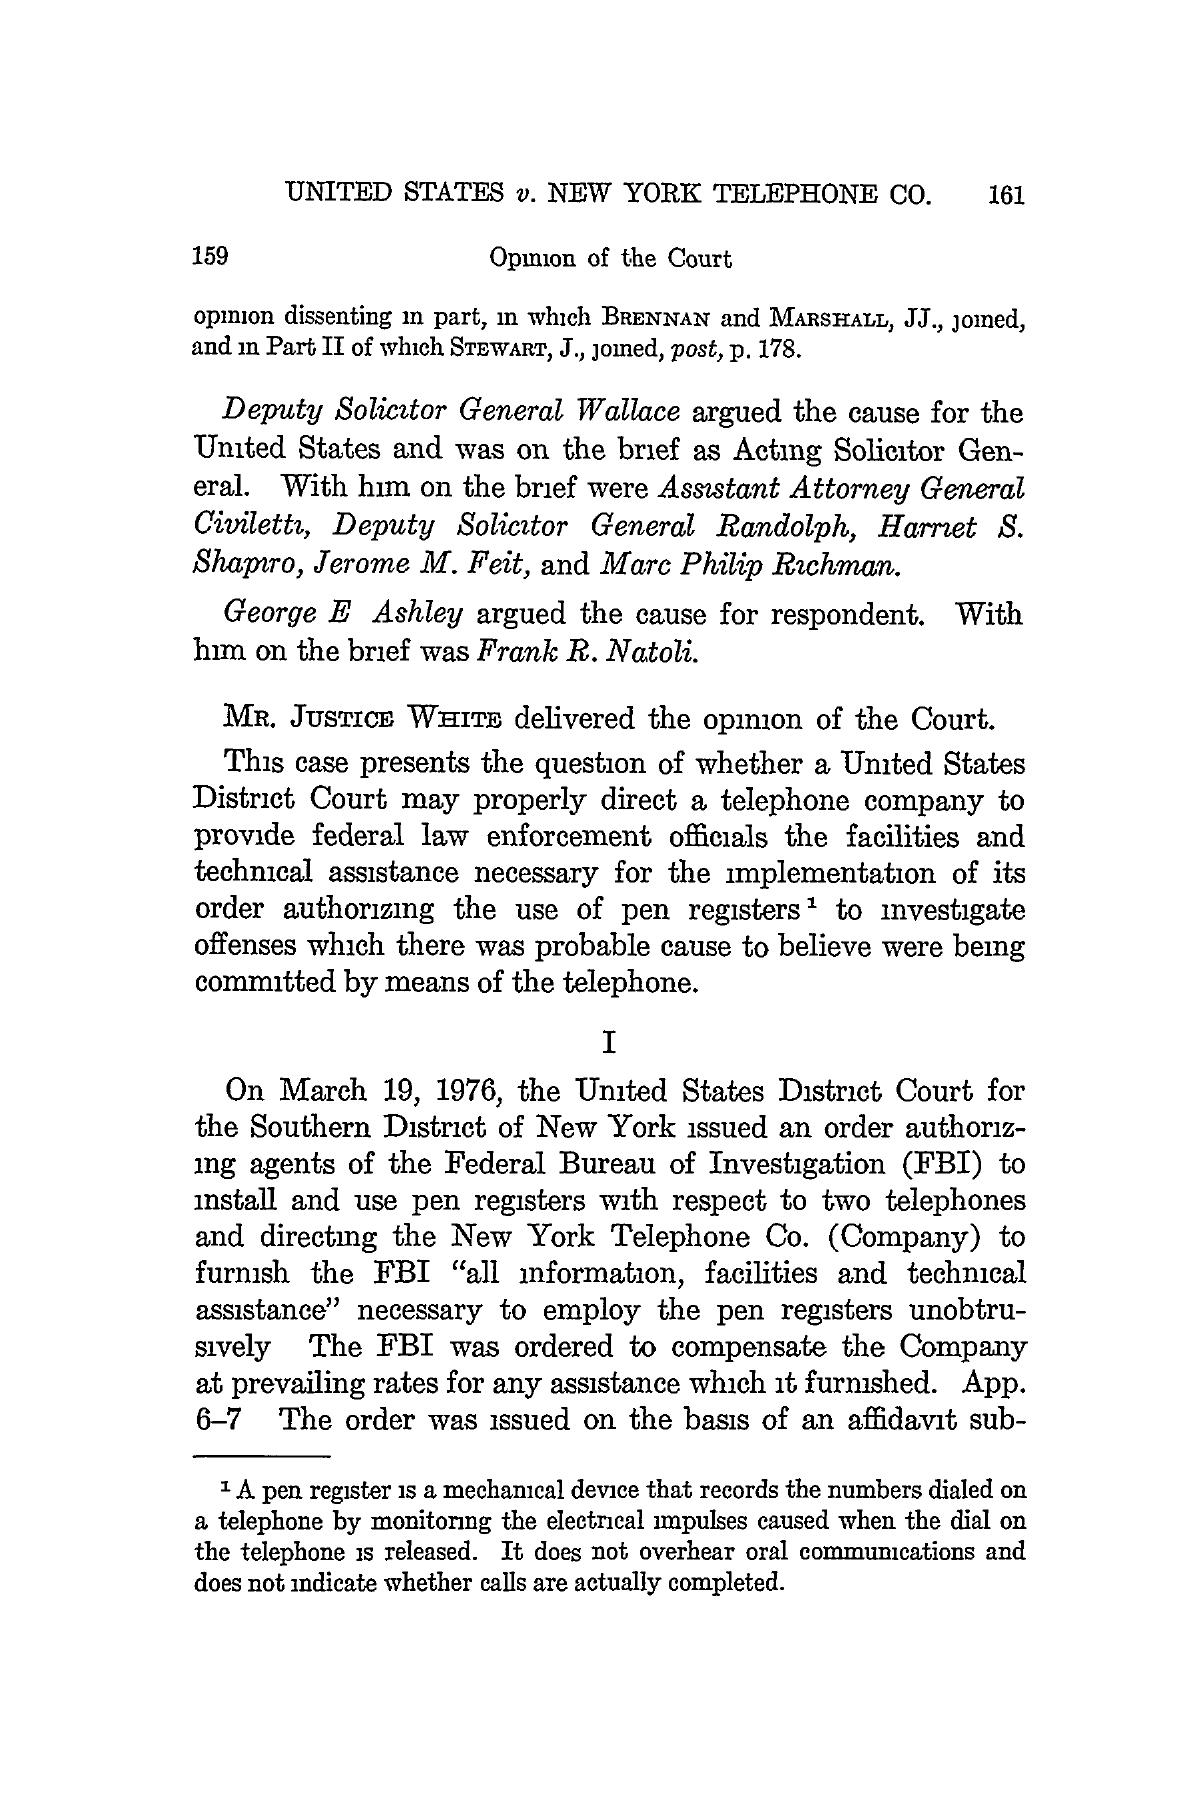 UNITED STATES v. NEW YORK TELEPHONE CO. 161
159 Opinion of the Court
opinion dissenting in part, in which BRENNAN and MARSHALL, JJ., joined,
and in Part II of which STEWART, J., joined, post, p. 178.
Deputy Solicitor General Wallace argued the cause for the
United States and was on the brief as Acting Solicitor Gen-
eral. With him on the brief were Assistant Attorney General
Civiletti, Deputy Solicitor General Randolph, Harriet S.
Shapiro, Jerome M. Feit, and Marc Philip Richman.
George E Ashley argued the cause for respondent. With
him on the brief was Frank R. Natoli.
MR. JUSTICE WHITE delivered the opinion of the Court.
This case presents the question of whether a United States
District Court may properly direct a telephone company to
provide federal law enforcement officials the facilities and
technical assistance necessary for the implementation of its
order authorizing the use of pen registers¹ to investigate
offenses which there was probable cause to believe were being
committed by means of the telephone.
I
On March 19, 1976, the United States District Court for
the Southern District of New York issued an order authoriz-
ing agents of the Federal Bureau of Investigation (FBI) to
install and use pen registers with respect to two telephones
and directing the New York Telephone Co. (Company) to
furnish the FBI "all information, facilities and technical
assistance" necessary to employ the pen registers unobtru-
sively The FBI was ordered to compensate the Company
at prevailing rates for any assistance which it furnished. App.
6–7 The order was issued on the basis of an affidavit sub-
¹ A pen register is a mechanical device that records the numbers dialed on
a telephone by monitoring the electrical impulses caused when the dial on
the telephone is released. It does not overhear oral communications and
does not indicate whether calls are actually completed.